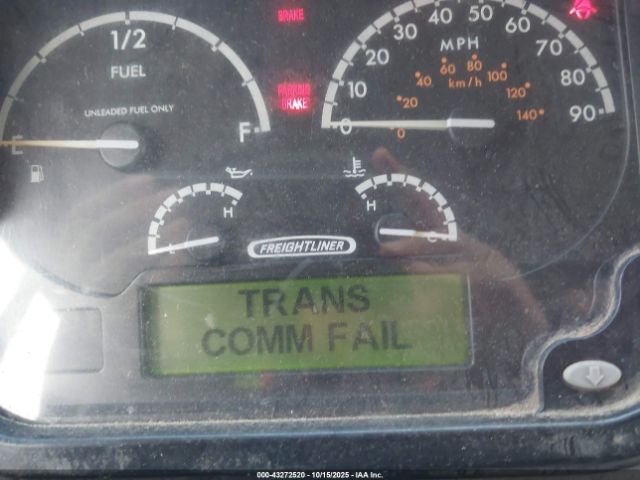 BRAKE
1/2
FUEL
UNLEADED FUEL ONLY
E
F
PARKING
BRAKE
0 10 20 30 40 50 60 70 80 90
MPH
0 20 40 60 80 100 120 140
km/h
H
L
H
C
FREIGHTLINER
TRANS
COMM FAIL
000-43272520 - 10/15/2025 - IAA Inc.